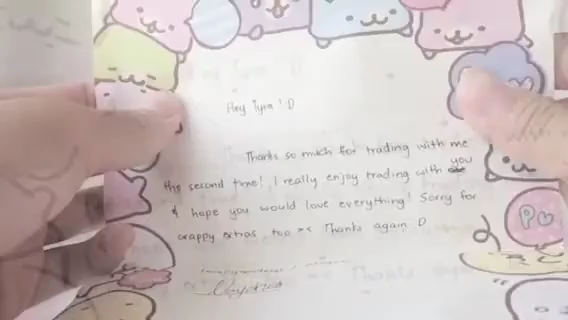 Hey Tyra! :D
Thanks so much for trading with me
the second time! I really enjoy trading with you
& hope you would love everything! Sorry for
crappy extras too >< Thanks again :D
P